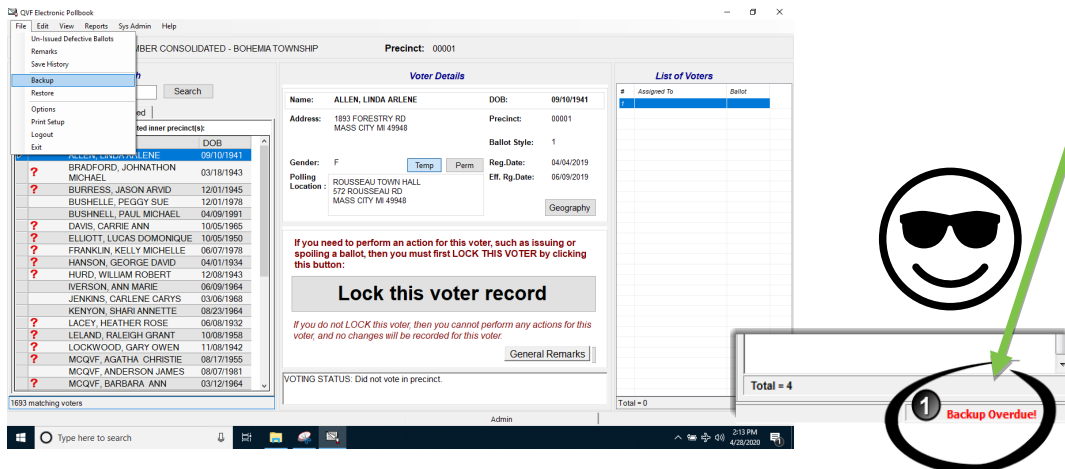 QVF Electronic Pollbook
File Edit View Reports Sys Admin Help
Un-Issued Defective Ballots
Remarks
Save History
Backup
Restore
Options
Print Setup
Logout
Exit
MBER CONSOLIDATED - BOHEMIA TOWNSHIP Precinct: 00001
Search
ted inner precinct(s):
DOB
ALLEN, LINDA ARLENE 09/10/1941
? BRADFORD, JOHNATHON MICHAEL 03/18/1943
? BURRESS, JASON ARVID 12/01/1945
BUSHELLE, PEGGY SUE 12/01/1978
BUSHNELL, PAUL MICHAEL 04/09/1991
? DAVIS, CARRIE ANN 10/05/1965
? ELLIOTT, LUCAS DOMONIQUE 10/05/1950
? FRANKLIN, KELLY MICHELLE 06/07/1978
? HANSON, GEORGE DAVID 04/01/1934
? HURD, WILLIAM ROBERT 12/08/1943
IVERSON, ANN MARIE 06/09/1964
JENKINS, CARLENE CARYS 03/06/1968
KENYON, SHARI ANNETTE 08/23/1964
? LACEY, HEATHER ROSE 06/08/1932
? LELAND, RALEIGH GRANT 10/08/1958
? LOCKWOOD, GARY OWEN 11/08/1942
? MCQVF, AGATHA CHRISTIE 08/17/1955
MCQVF, ANDERSON JAMES 08/07/1981
? MCQVF, BARBARA ANN 03/12/1964
1693 matching voters
Voter Details
Name: ALLEN, LINDA ARLENE DOB: 09/10/1941
Address: 1893 FORESTRY RD Precinct: 00001
MASS CITY MI 49948
Ballot Style: 1
Gender: F Temp Perm Reg.Date: 04/04/2019
Polling Location : ROUSSEAU TOWN HALL Eff. Rg.Date: 06/09/2019
572 ROUSSEAU RD
MASS CITY MI 49948
Geography
If you need to perform an action for this voter, such as issuing or
spoiling a ballot, then you must first LOCK THIS VOTER by clicking
this button:
Lock this voter record
If you do not LOCK this voter, then you cannot perform any actions for this
voter, and no changes will be recorded for this voter.
General Remarks
VOTING STATUS: Did not vote in precinct.
List of Voters
# Assigned To Ballot
?
Total = 0
Admin
Type here to search
2:13 PM
4/28/2020
Total = 4
1 Backup Overdue!